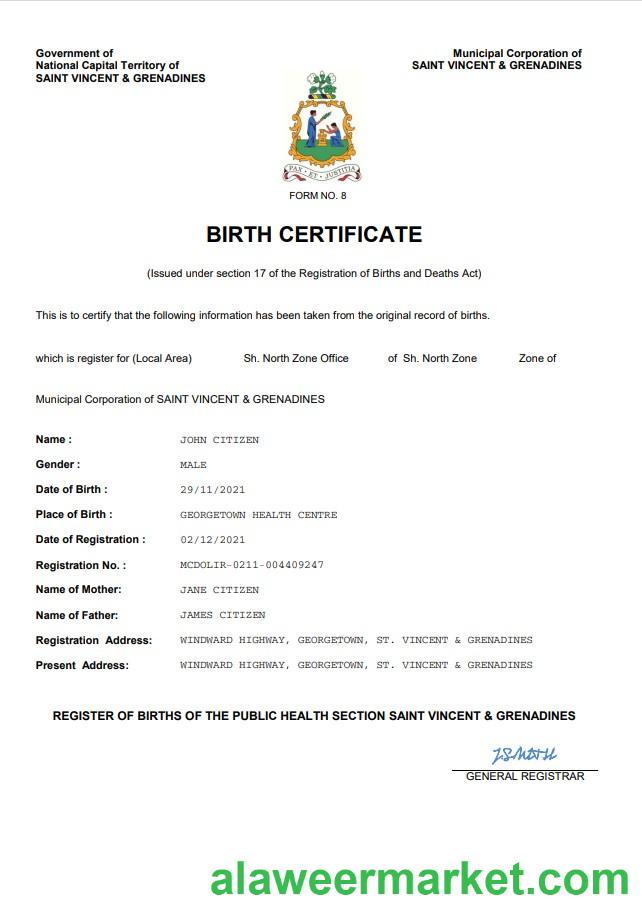 Government of
National Capital Territory of
SAINT VINCENT & GRENADINES
Municipal Corporation of
SAINT VINCENT & GRENADINES
PAX • ET • JUSTITIA
FORM NO. 8
BIRTH CERTIFICATE
(Issued under section 17 of the Registration of Births and Deaths Act)
This is to certify that the following information has been taken from the original record of births.
which is register for (Local Area) Sh. North Zone Office of Sh. North Zone Zone of
Municipal Corporation of SAINT VINCENT & GRENADINES
Name : JOHN CITIZEN
Gender : MALE
Date of Birth : 29/11/2021
Place of Birth : GEORGETOWN HEALTH CENTRE
Date of Registration : 02/12/2021
Registration No. : MCDOLIR-0211-004409247
Name of Mother: JANE CITIZEN
Name of Father: JAMES CITIZEN
Registration Address: WINDWARD HIGHWAY, GEORGETOWN, ST. VINCENT & GRENADINES
Present Address: WINDWARD HIGHWAY, GEORGETOWN, ST. VINCENT & GRENADINES
REGISTER OF BIRTHS OF THE PUBLIC HEALTH SECTION SAINT VINCENT & GRENADINES
GENERAL REGISTRAR
alaweermarket.com